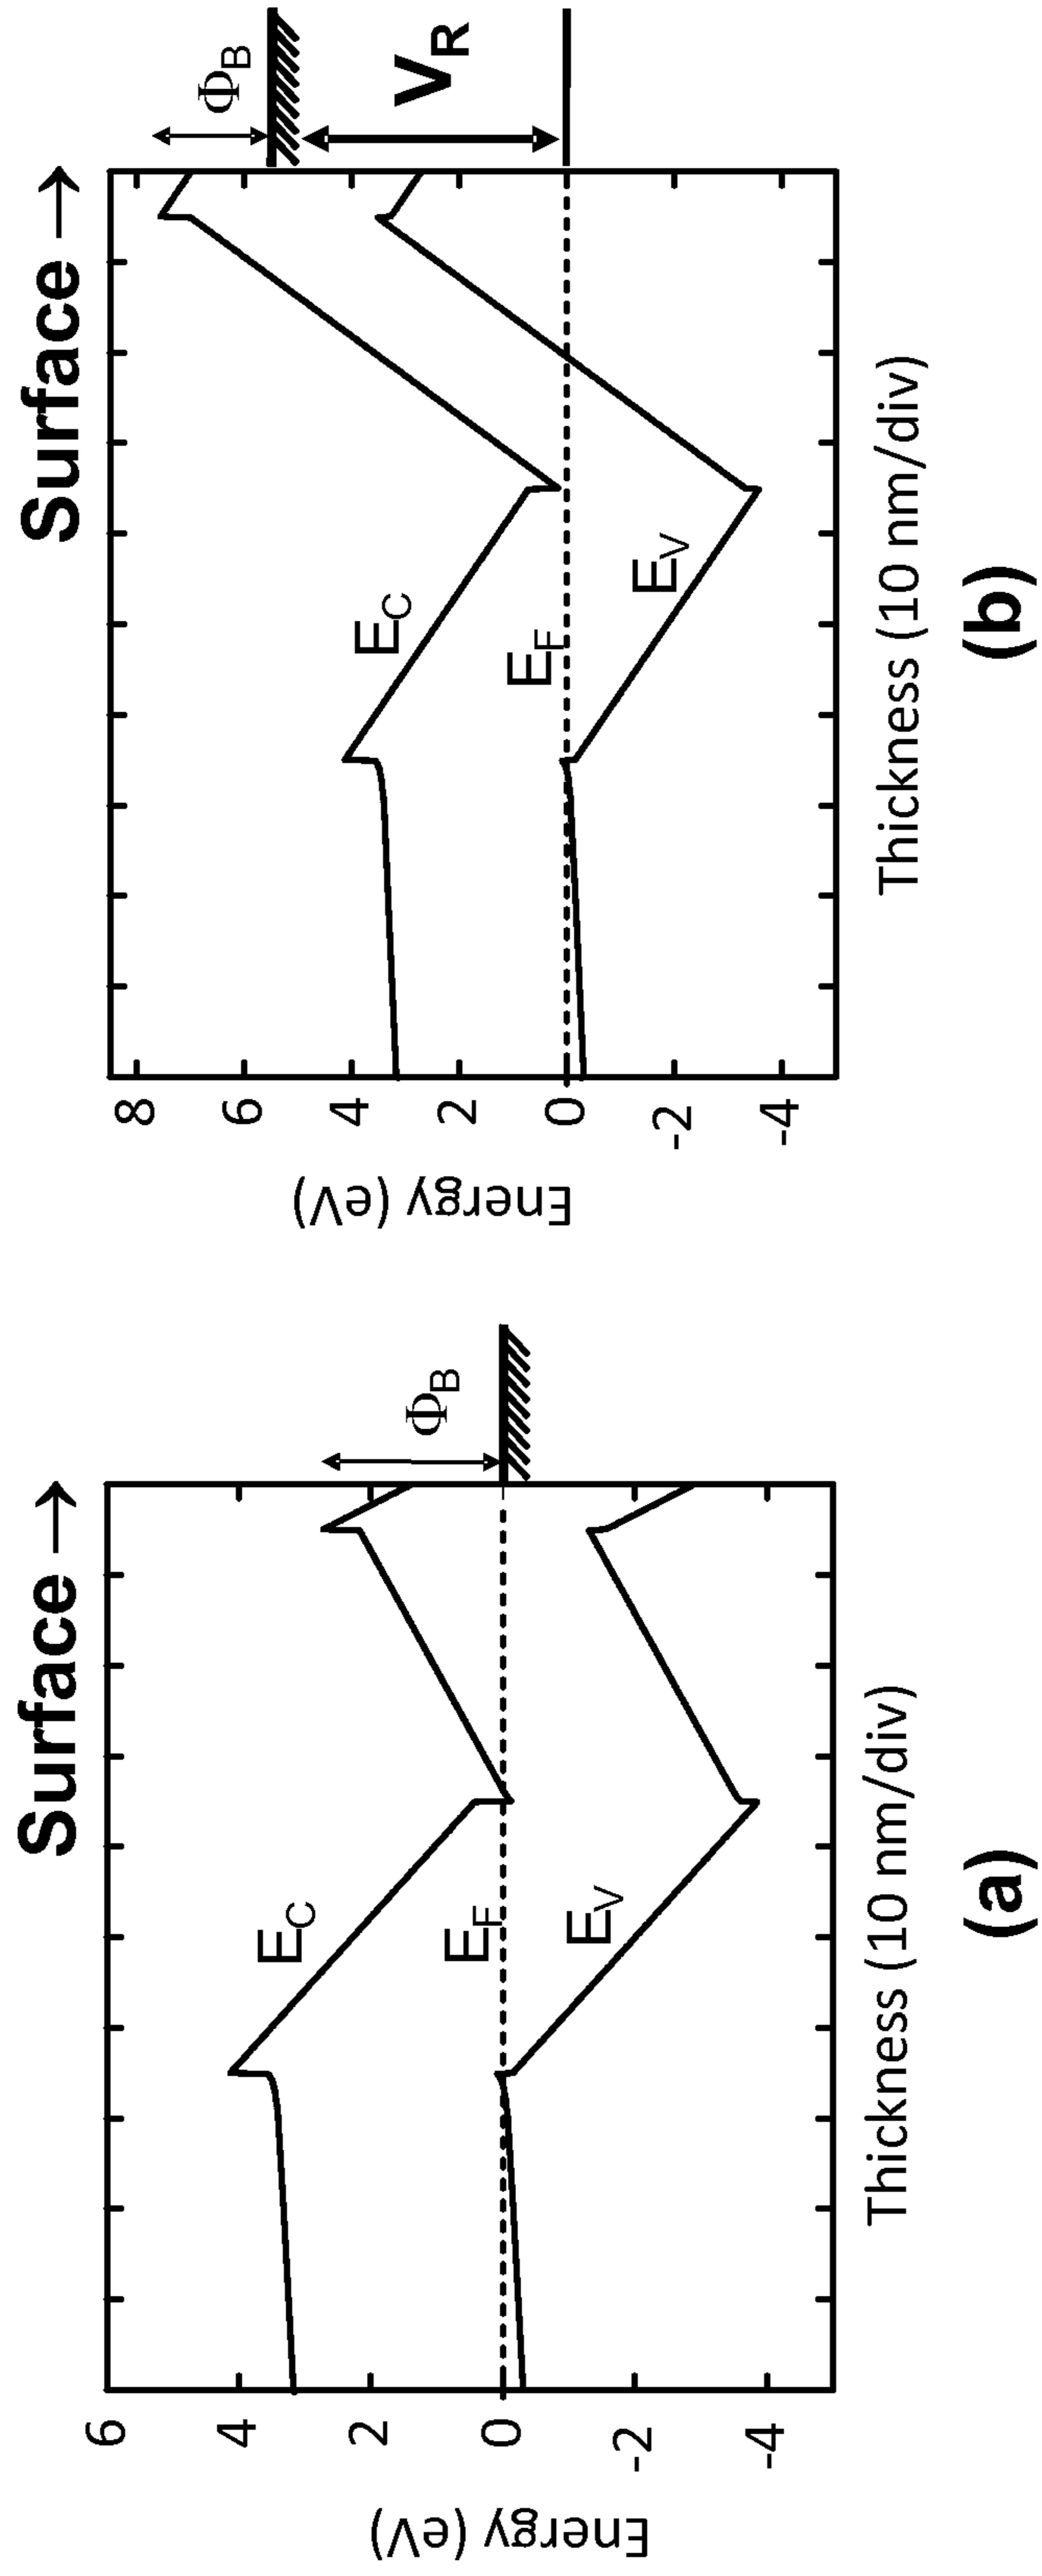 Surface →
6
4
2
0
-2
-4
Energy (eV)
E_C
E_F
E_V
Φ_B
Thickness (10 nm/div)
(a)
Surface →
8
6
4
2
0
-2
-4
Energy (eV)
E_C
E_F
E_V
Φ_B
V_R
Thickness (10 nm/div)
(b)